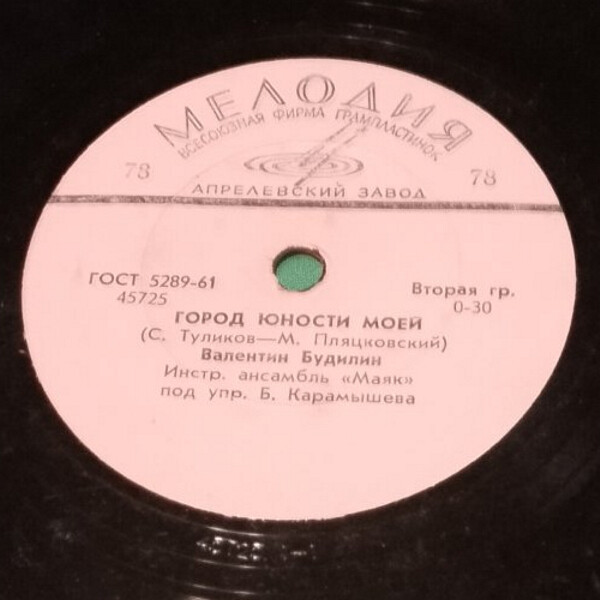 МЕЛОДИЯ
ВСЕСОЮЗНАЯ ФИРМА ГРАМПЛАСТИНОК
78 78
АПРЕЛЕВСКИЙ ЗАВОД
ГОСТ 5289-61 Вторая гр.
45725 0-30
ГОРОД ЮНОСТИ МОЕЙ
(С. Туликов—М. Пляцковский)
Валентин Будилин
Инстр. ансамбль «Маяк»
под упр. Б. Карамышева